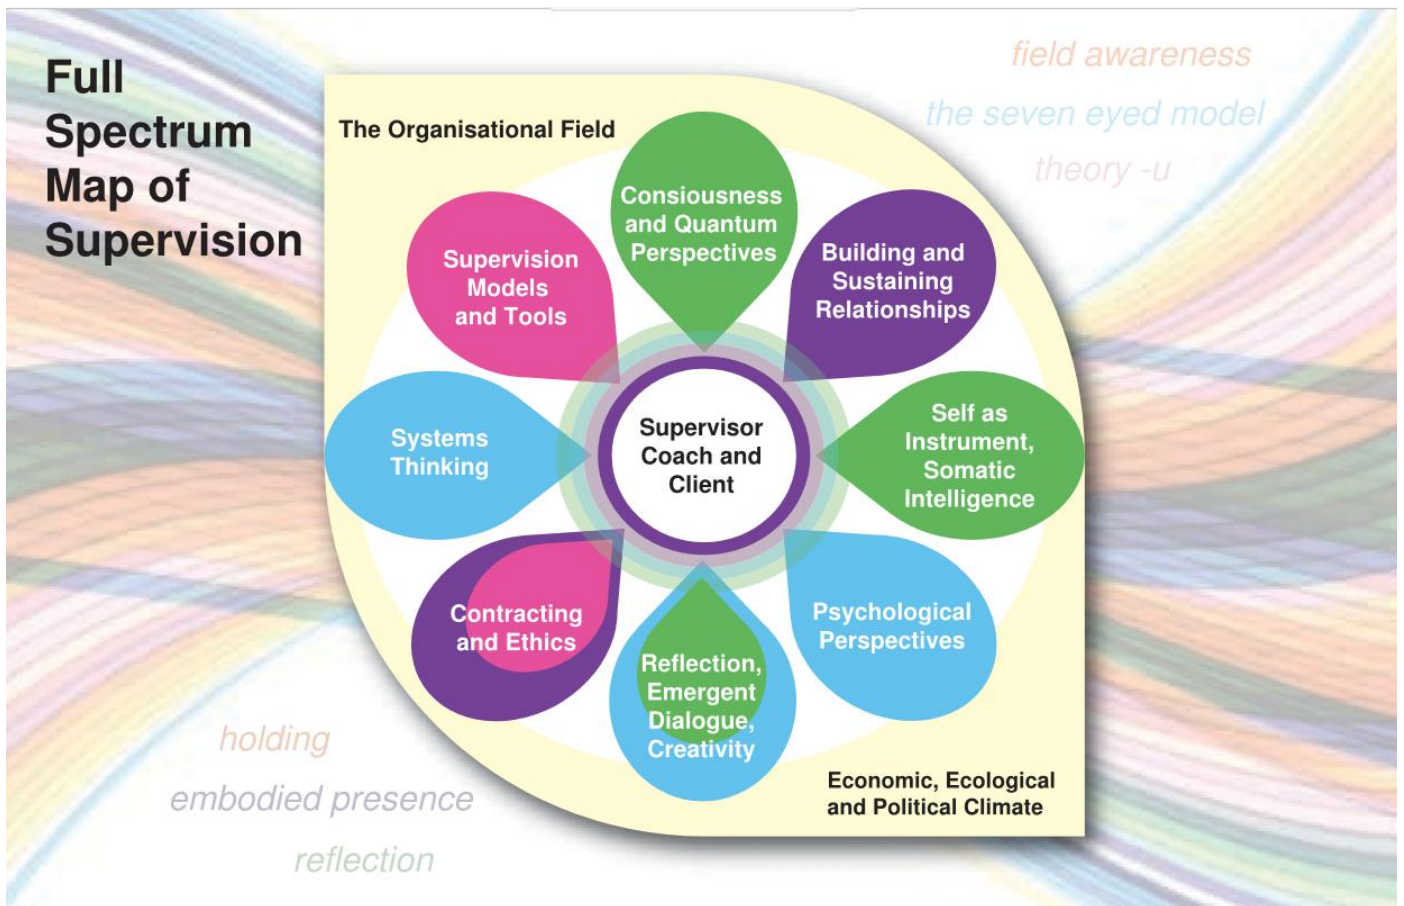 Full
Spectrum
Map of
Supervision
field awareness
the seven eyed model
theory -u
The Organisational Field
Consiousness
and Quantum
Perspectives
Building and
Sustaining
Relationships
Self as
Instrument,
Somatic
Intelligence
Psychological
Perspectives
Reflection,
Emergent
Dialogue,
Creativity
Contracting
and Ethics
Systems
Thinking
Supervision
Models
and Tools
Supervisor
Coach and
Client
Economic, Ecological
and Political Climate
holding
embodied presence
reflection